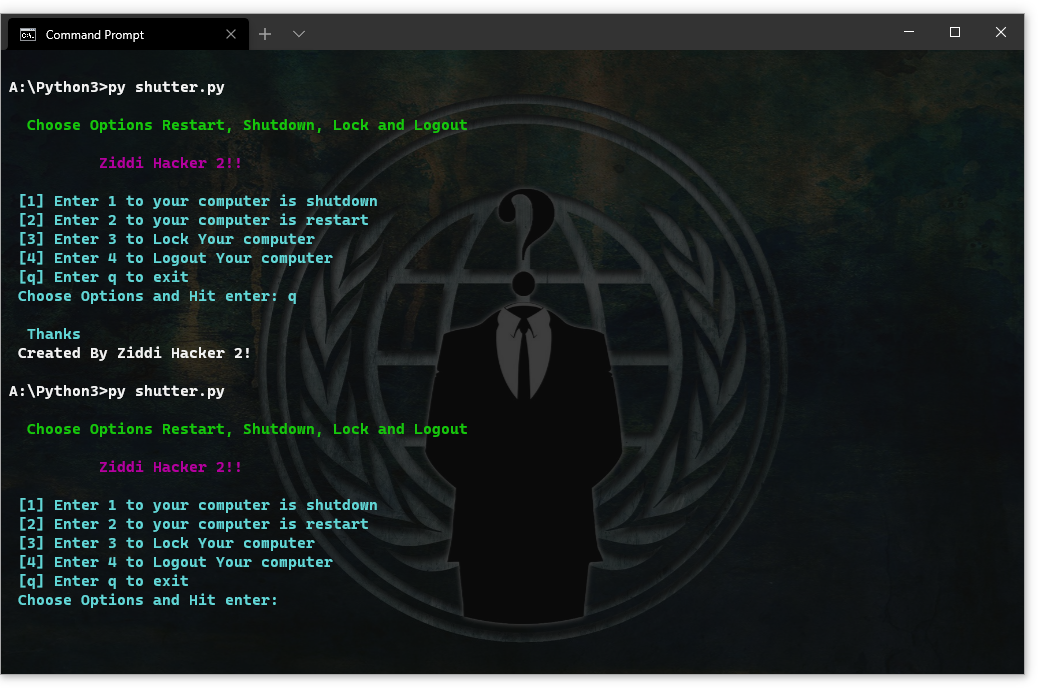 Command Prompt
A:\Python3>py shutter.py
Choose Options Restart, Shutdown, Lock and Logout
Ziddi Hacker 2!!
[1] Enter 1 to your computer is shutdown
[2] Enter 2 to your computer is restart
[3] Enter 3 to Lock Your computer
[4] Enter 4 to Logout Your computer
[q] Enter q to exit
Choose Options and Hit enter: q
Thanks
Created By Ziddi Hacker 2!
A:\Python3>py shutter.py
Choose Options Restart, Shutdown, Lock and Logout
Ziddi Hacker 2!!
[1] Enter 1 to your computer is shutdown
[2] Enter 2 to your computer is restart
[3] Enter 3 to Lock Your computer
[4] Enter 4 to Logout Your computer
[q] Enter q to exit
Choose Options and Hit enter: